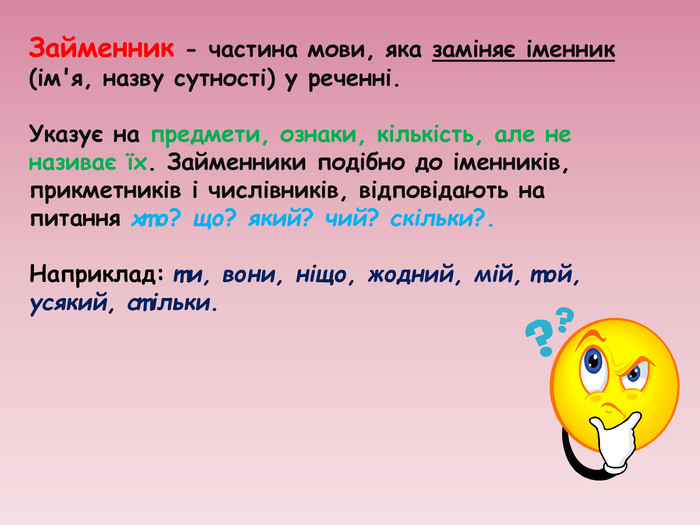 Займенник - частина мови, яка заміняє іменник
(ім'я, назву сутності) у реченні.
Указує на предмети, ознаки, кількість, але не
називає їх. Займенники подібно до іменників,
прикметників і числівників, відповідають на
питання хто? що? який? чий? скільки?.
Наприклад: ти, вони, ніщо, жодний, мій, той,
усякий, стільки.
? ?